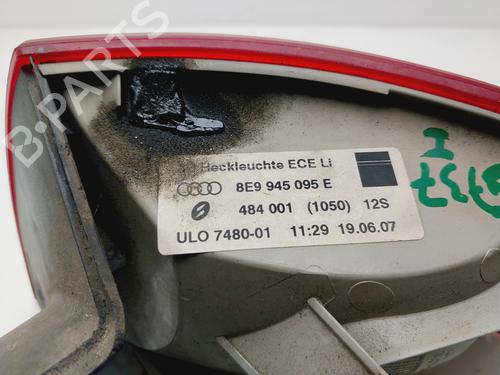 B-PARTS
Heckleuchte ECE Li
8E9 945 095 E
484 001 (1050) 12S
ULO 7480-01 11:29 19.06.07
I